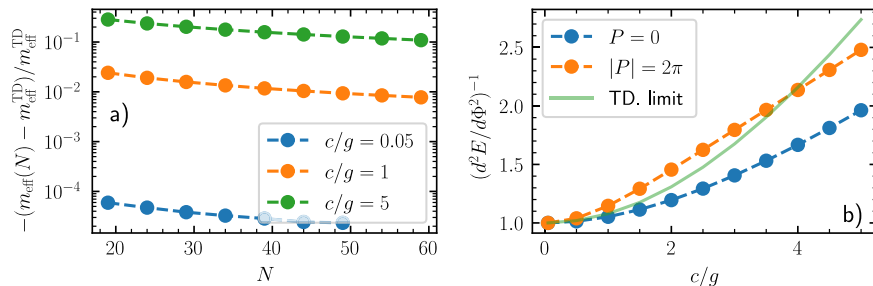 −(m_eff(N) − m_eff^TD)/m_eff^TD
10⁻¹
10⁻²
10⁻³
10⁻⁴
a)
c/g = 0.05
c/g = 1
c/g = 5
20 30 40 50 60
N
(d²E/dΦ²)⁻¹
2.5
2.0
1.5
1.0
P = 0
|P| = 2π
TD. limit
b)
0 2 4
c/g